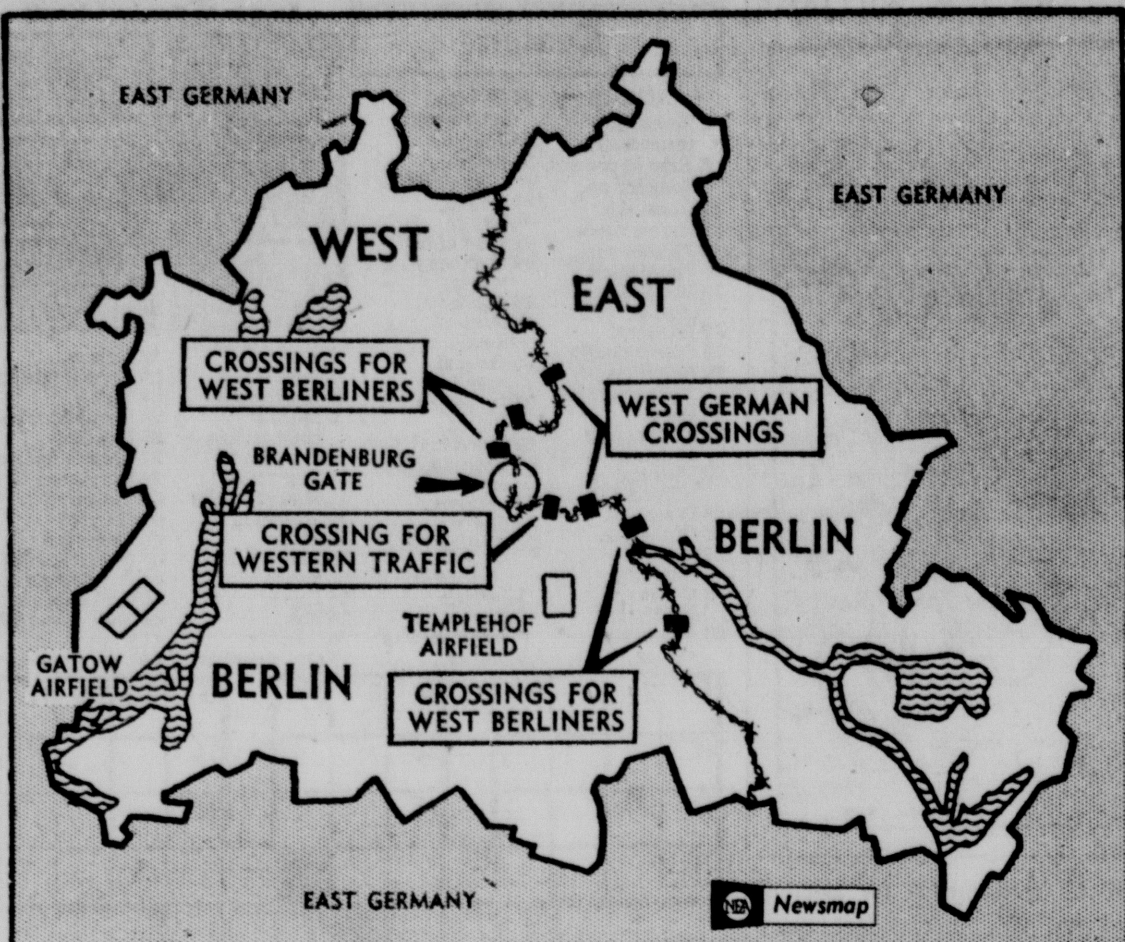 EAST GERMANY
EAST GERMANY
WEST
EAST
CROSSINGS FOR
WEST BERLINERS
WEST GERMAN
CROSSINGS
BRANDENBURG
GATE
CROSSING FOR
WESTERN TRAFFIC
BERLIN
TEMPLEHOF
AIRFIELD
GATOW
AIRFIELD
BERLIN
CROSSINGS FOR
WEST BERLINERS
EAST GERMANY
NEA Newsmap